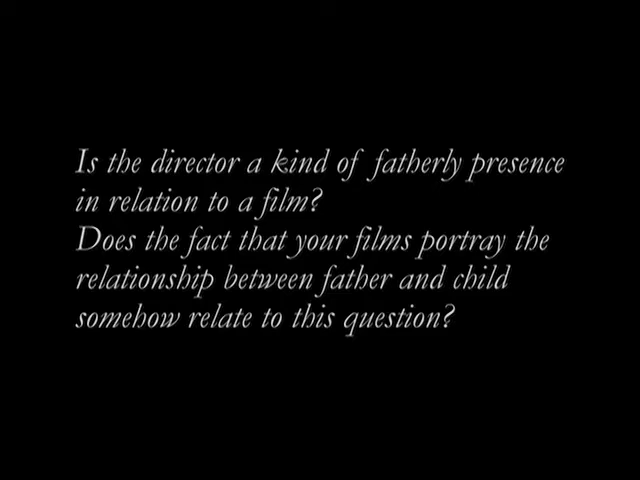 Is the director a kind of fatherly presence
in relation to a film?
Does the fact that your films portray the
relationship between father and child
somehow relate to this question?